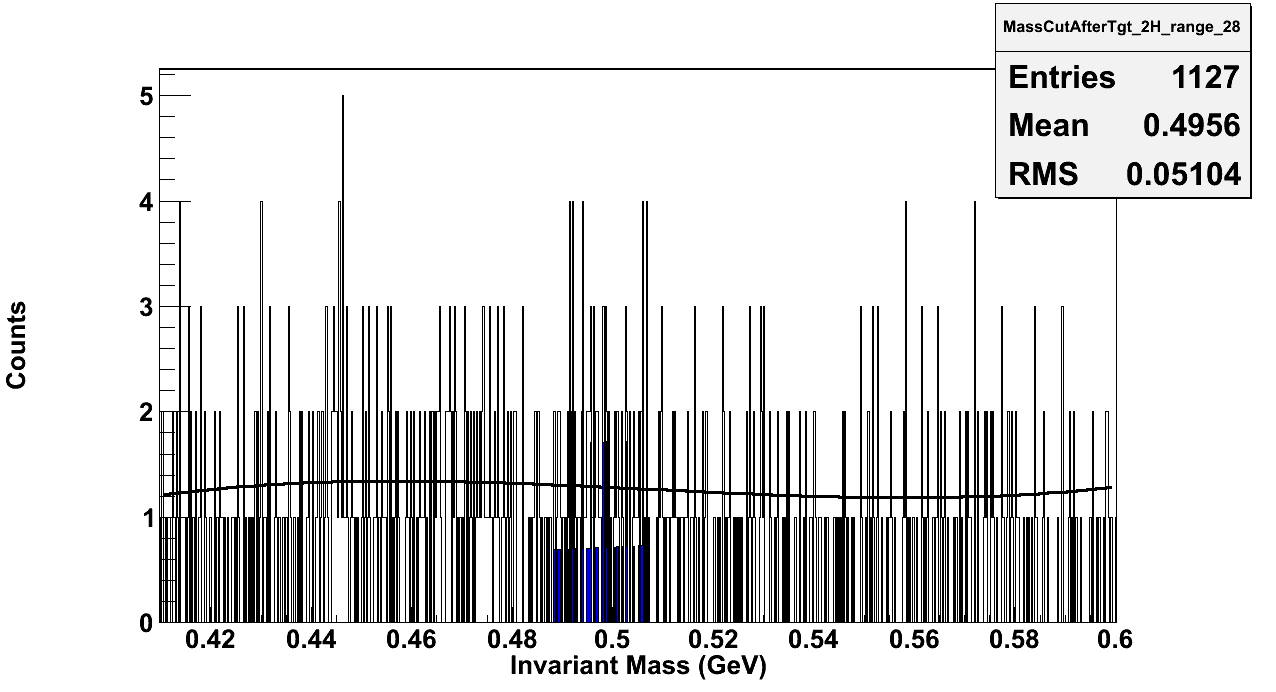 MassCutAfterTgt_2H_range_28
Entries 1127
Mean 0.4956
RMS 0.05104
Counts
5
4
3
2
1
0
0.42 0.44 0.46 0.48 0.5 0.52 0.54 0.56 0.58 0.6
Invariant Mass (GeV)